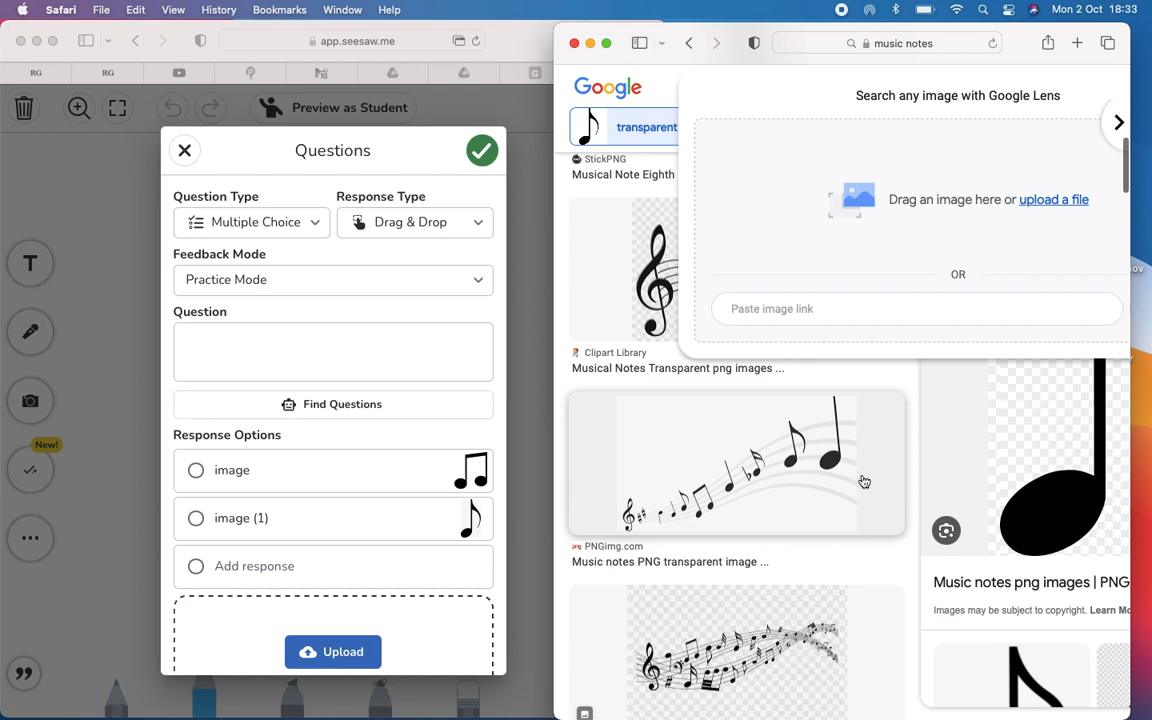 Safari File Edit View History Bookmarks Window Help Mon 2 Oct 18:33
app.seesaw.me
music notes
RG RG G
Preview as Student
Google
Search any image with Google Lens
transparent
Drag an image here or upload a file
OR
Paste image link
StickPNG
Musical Note Eighth
Clipart Library
Musical Notes Transparent png images ...
PNGimg.com
Music notes PNG transparent image ...
Music notes png images | PNG
Images may be subject to copyright. Learn Mo
Questions
Question Type Response Type
Multiple Choice Drag & Drop
Feedback Mode
Practice Mode
Question
Find Questions
Response Options
image
image (1)
Add response
Upload
T
New!
ov